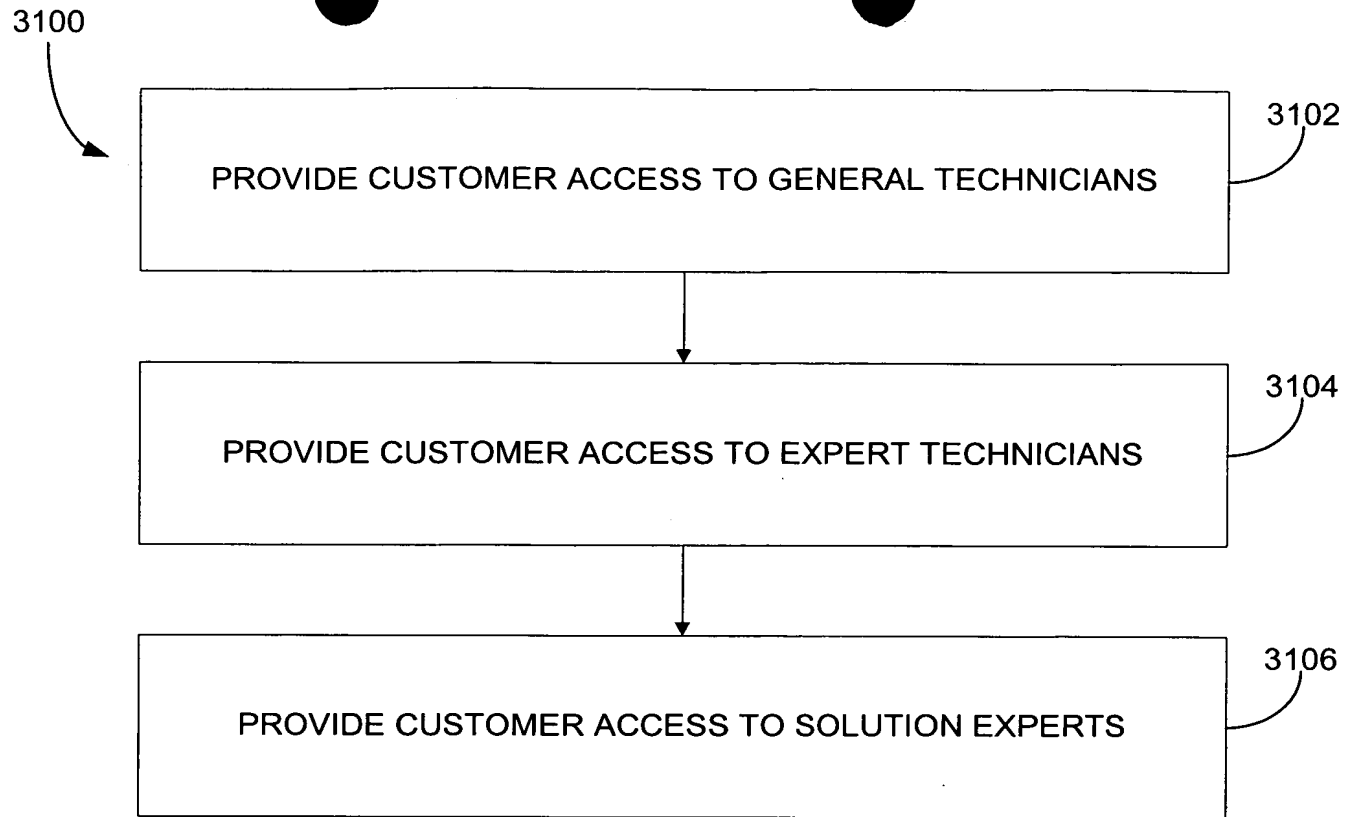 3100
3102
PROVIDE CUSTOMER ACCESS TO GENERAL TECHNICIANS
3104
PROVIDE CUSTOMER ACCESS TO EXPERT TECHNICIANS
3106
PROVIDE CUSTOMER ACCESS TO SOLUTION EXPERTS